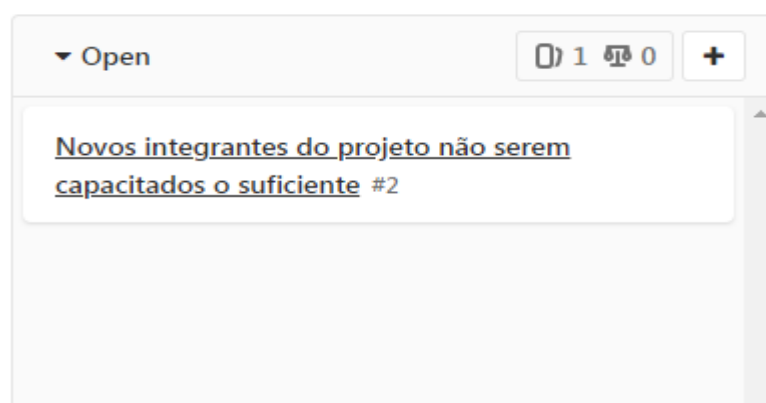 Open 1 0 +
Novos integrantes do projeto não serem
capacitados o suficiente #2